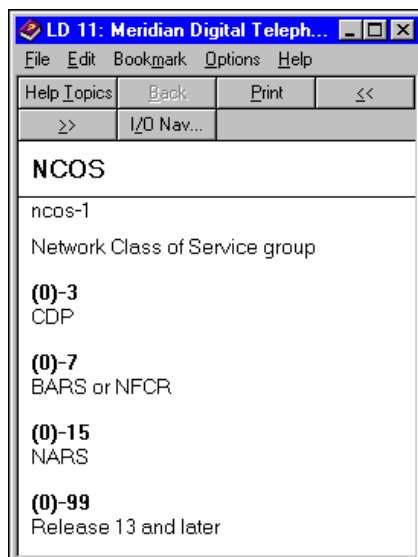 LD 11: Meridian Digital Teleph...
File Edit Bookmark Options Help
Help Topics Back Print <<
>> I/O Nav...
NCOS
ncos-1
Network Class of Service group
(0)-3
CDP
(0)-7
BARS or NFCR
(0)-15
NARS
(0)-99
Release 13 and later